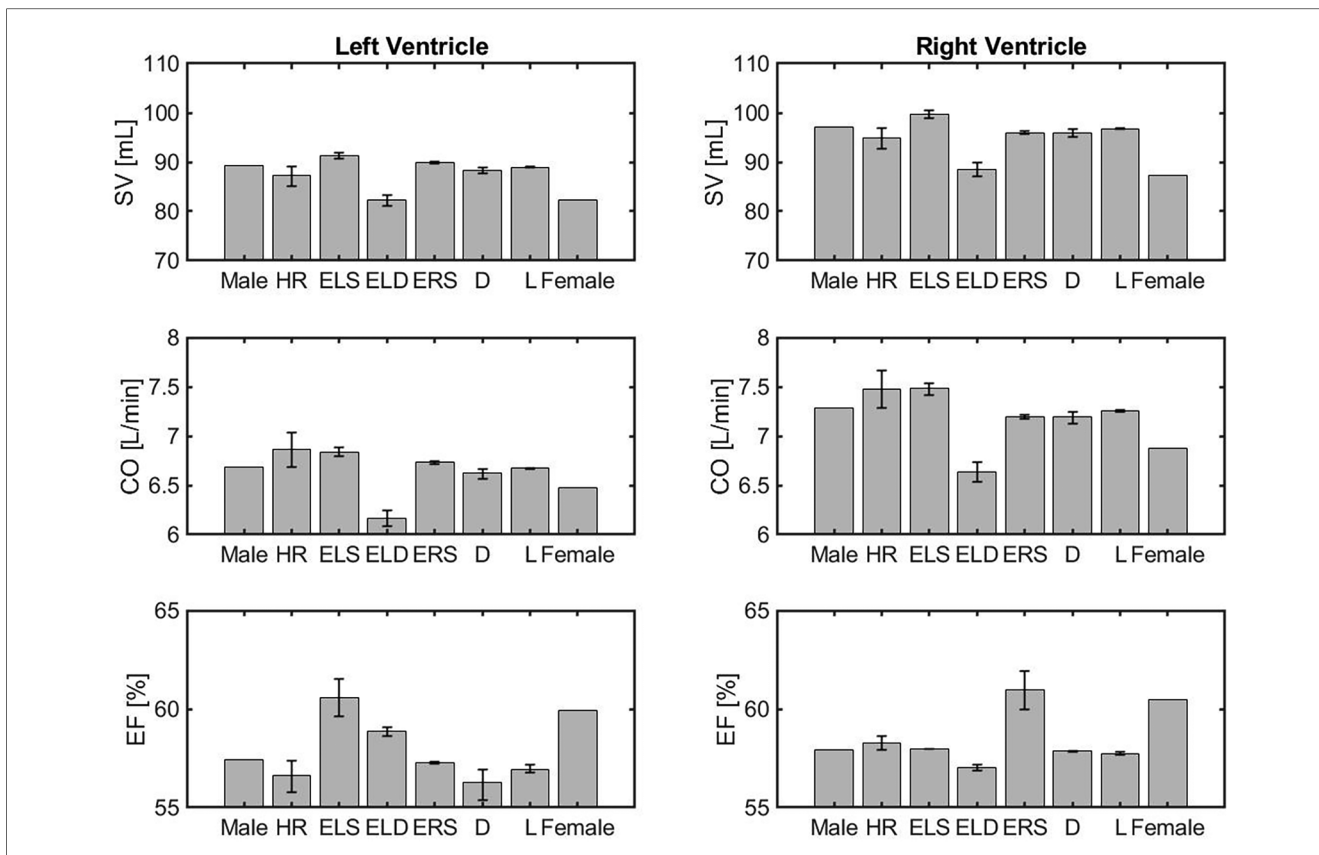 Left Ventricle
110
100
90
80
70
SV [mL]
Male HR ELS ELD ERS D L Female
Right Ventricle
110
100
90
80
70
SV [mL]
Male HR ELS ELD ERS D L Female
8
7.5
7
6.5
6
CO [L/min]
Male HR ELS ELD ERS D L Female
8
7.5
7
6.5
6
CO [L/min]
Male HR ELS ELD ERS D L Female
65
60
55
EF [%]
Male HR ELS ELD ERS D L Female
65
60
55
EF [%]
Male HR ELS ELD ERS D L Female